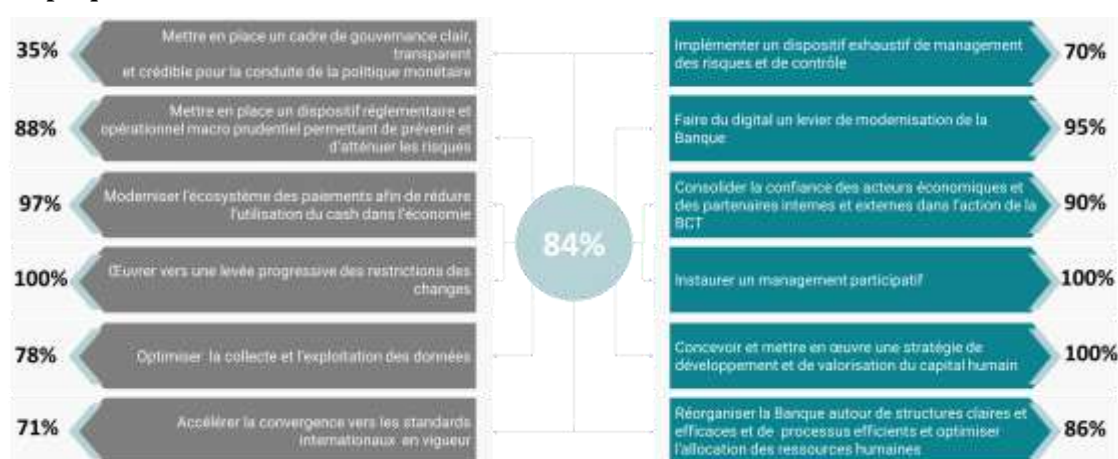 35%
Mettre en place un cadre de gouvernance clair,
transparent
et crédible pour la conduite de la politique monétaire
88%
Mettre en place un dispositif réglementaire et
opérationnel macro prudentiel permettant de prévenir et
d'atténuer les risques
97%
Moderniser l'écosystème des paiements afin de réduire
l'utilisation du cash dans l'économie
100%
Œuvrer vers une levée progressive des restrictions des
changes
78%
Optimiser la collecte et l'exploitation des données
71%
Accélérer la convergence vers les standards
internationaux en vigueur
84%
Implémenter un dispositif exhaustif de management
des risques et de contrôle
70%
Faire du digital un levier de modernisation de la
Banque
95%
Consolider la confiance des acteurs économiques et
des partenaires internes et externes dans l'action de la
BCT
90%
Instaurer un management participatif
100%
Concevoir et mettre en œuvre une stratégie de
développement et de valorisation du capital humain
100%
Réorganiser la Banque autour de structures claires et
efficaces et de processus efficients et optimiser
l'allocation des ressources humaines
86%